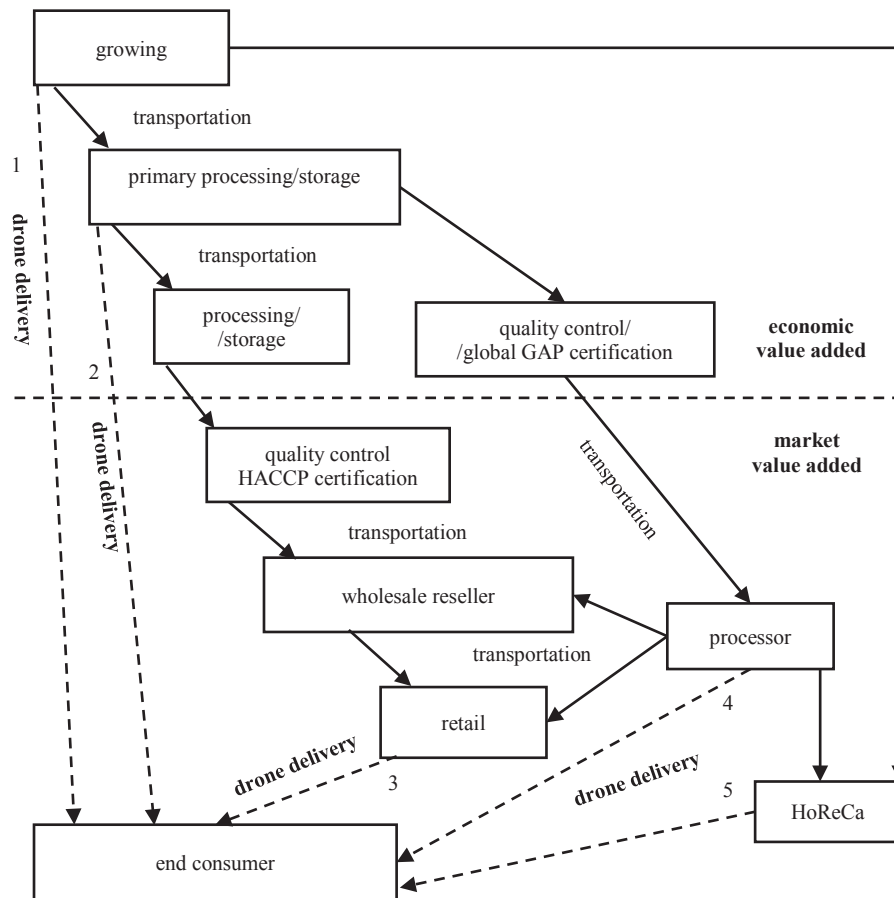 growing
transportation
1
primary processing/storage
drone delivery
transportation
processing/
/storage
quality control/
/global GAP certification
economic
value added
2
drone delivery
market
value added
quality control
HACCP certification
transportation
transportation
wholesale reseller
processor
transportation
4
retail
drone delivery
3
drone delivery
5
HoReCa
end consumer